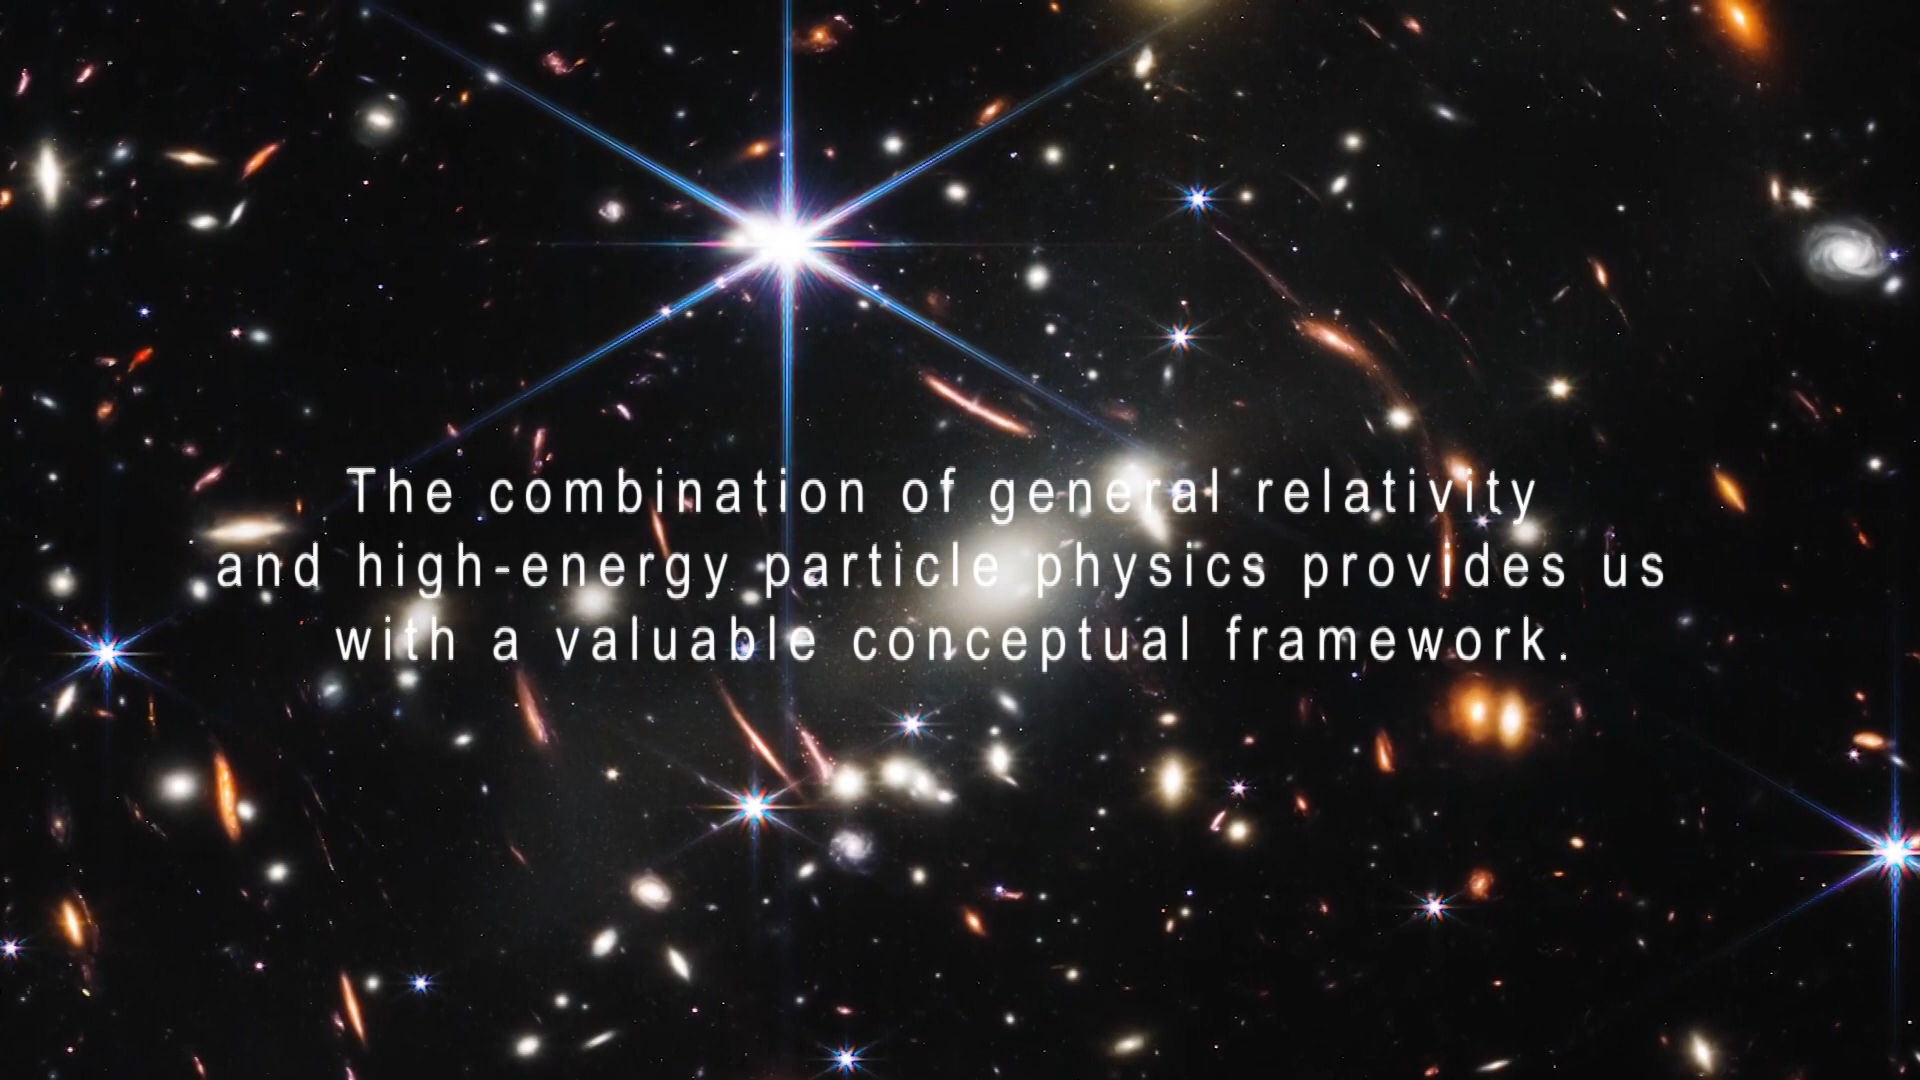 The combination of general relativity
and high-energy particle physics provides us
with a valuable conceptual framework.